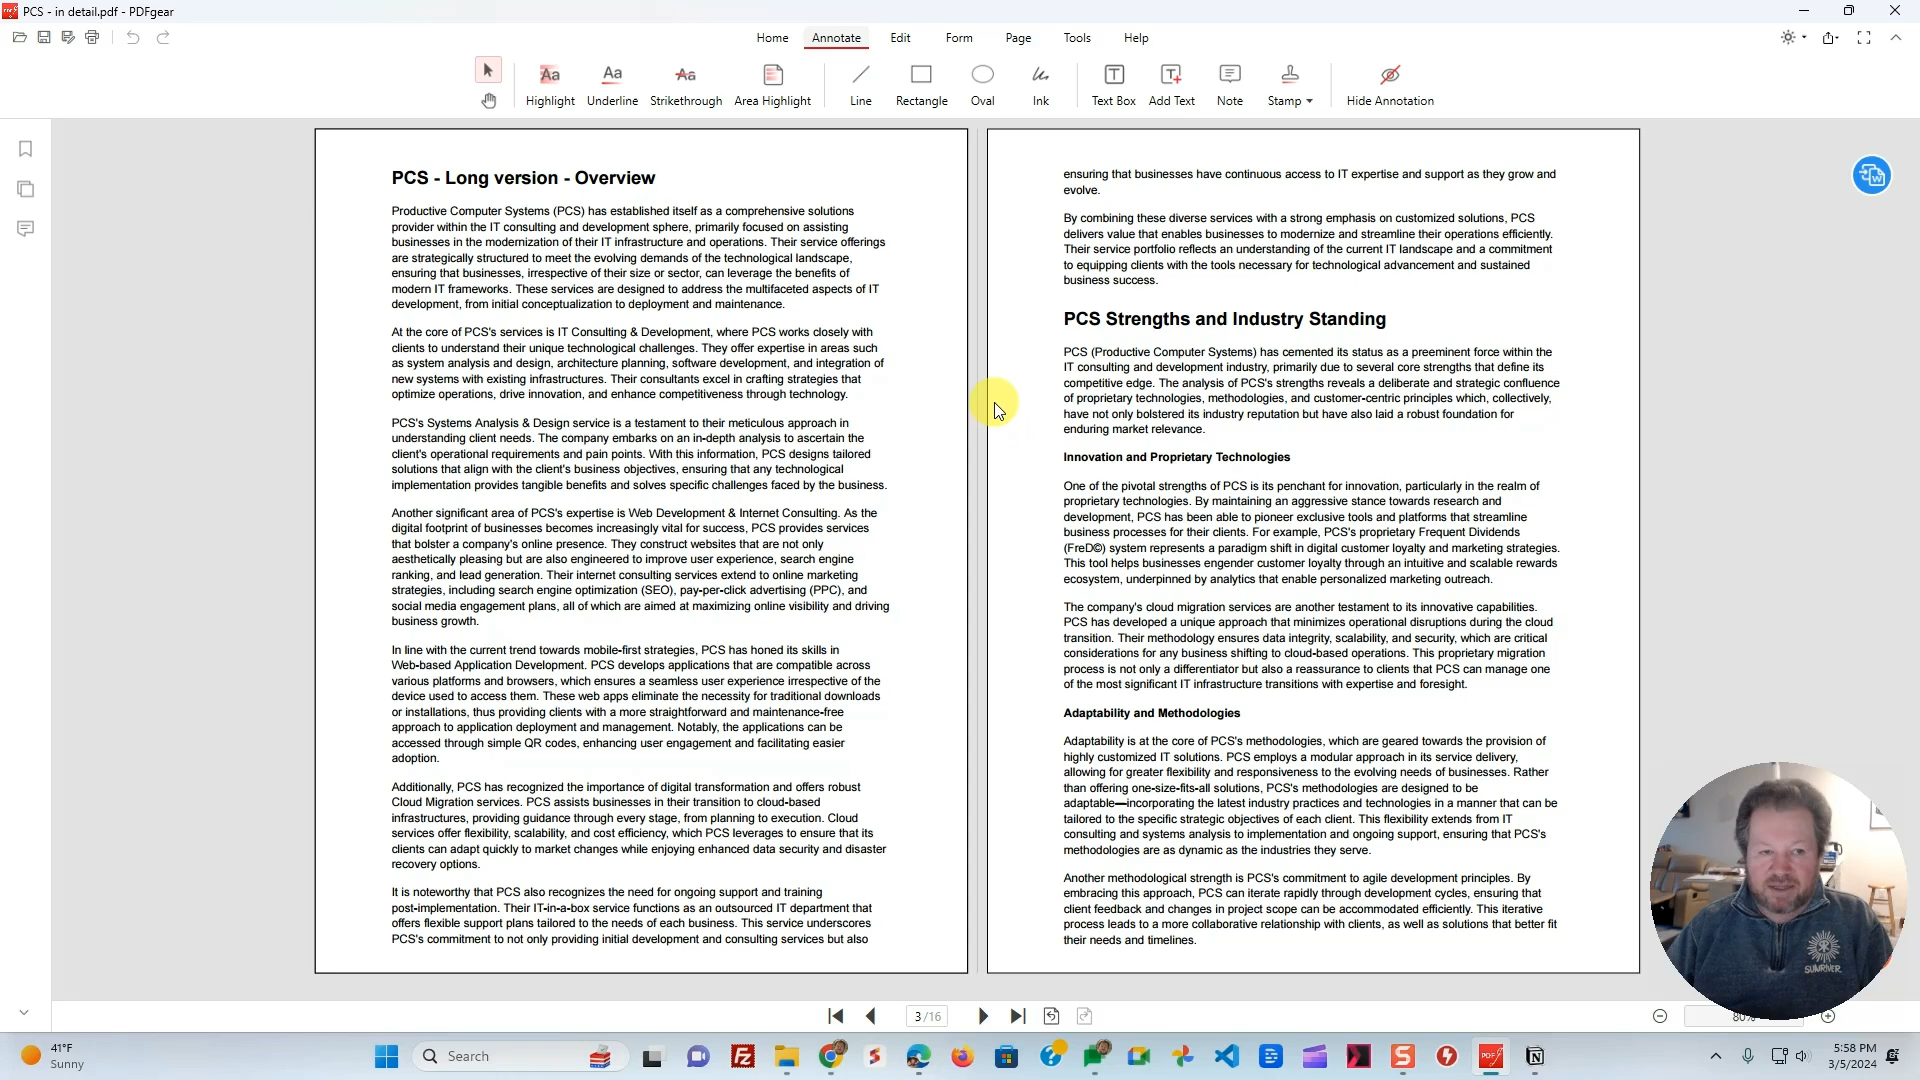 PCS - in detail.pdf - PDFgear
Home
Annotate
Edit
Form
Page
Tools
Help
Highlight
Underline
Strikethrough
Area Highlight
Line
Rectangle
Oval
Ink
Text Box
Add Text
Note
Stamp
Hide Annotation
PCS - Long version - Overview
Productive Computer Systems (PCS) has established itself as a comprehensive solutions
provider within the IT consulting and development sphere, primarily focused on assisting
businesses in the modernization of their IT infrastructure and operations. Their service offerings
are strategically structured to meet the evolving demands of the technological landscape,
ensuring that businesses, irrespective of their size or sector, can leverage the benefits of
modern IT frameworks. These services are designed to address the multifaceted aspects of IT
development, from initial conceptualization to deployment and maintenance.
At the core of PCS's services is IT Consulting & Development, where PCS works closely with
clients to understand their unique technological challenges. They offer expertise in areas such
as system analysis and design, architecture planning, software development, and integration of
new systems with existing infrastructures. Their consultants excel in crafting strategies that
optimize operations, drive innovation, and enhance competitiveness through technology.
PCS's Systems Analysis & Design service is a testament to their meticulous approach in
understanding client needs. The company embarks on an in-depth analysis to ascertain the
client's operational requirements and pain points. With this information, PCS designs tailored
solutions that align with the client's business objectives, ensuring that any technological
implementation provides tangible benefits and solves specific challenges faced by the business.
Another significant area of PCS's expertise is Web Development & Internet Consulting. As the
digital footprint of businesses becomes increasingly vital for success, PCS provides services
that bolster a company's online presence. They construct websites that are not only
aesthetically pleasing but are also engineered to improve user experience, search engine
ranking, and lead generation. Their internet consulting services extend to online marketing
strategies, including search engine optimization (SEO), pay-per-click advertising (PPC), and
social media engagement plans, all of which are aimed at maximizing online visibility and driving
business growth.
In line with the current trend towards mobile-first strategies, PCS has honed its skills in
Web-based Application Development. PCS develops applications that are compatible across
various platforms and browsers, which ensures a seamless user experience irrespective of the
device used to access them. These web apps eliminate the necessity for traditional downloads
or installations, thus providing clients with a more straightforward and maintenance-free
approach to application deployment and management. Notably, the applications can be
accessed through simple QR codes, enhancing user engagement and facilitating easier
adoption.
Additionally, PCS has recognized the importance of digital transformation and offers robust
Cloud Migration services. PCS assists businesses in their transition to cloud-based
infrastructures, providing guidance through every stage, from planning to execution. Cloud
services offer flexibility, scalability, and cost efficiency, which PCS leverages to ensure that its
clients can adapt quickly to market changes while enjoying enhanced data security and disaster
recovery options.
It is noteworthy that PCS also recognizes the need for ongoing support and training
post-implementation. Their IT-in-a-box service functions as an outsourced IT department that
offers flexible support plans tailored to the needs of each business. This service underscores
PCS's commitment to not only providing initial development and consulting services but also
ensuring that businesses have continuous access to IT expertise and support as they grow and
evolve.
By combining these diverse services with a strong emphasis on customized solutions, PCS
delivers value that enables businesses to modernize and streamline their operations efficiently.
Their service portfolio reflects an understanding of the current IT landscape and a commitment
to equipping clients with the tools necessary for technological advancement and sustained
business success.
PCS Strengths and Industry Standing
PCS (Productive Computer Systems) has cemented its status as a preeminent force within the
IT consulting and development industry, primarily due to several core strengths that define its
competitive edge. The analysis of PCS's strengths reveals a deliberate and strategic confluence
of proprietary technologies, methodologies, and customer-centric principles which, collectively,
have not only bolstered its industry reputation but have also laid a robust foundation for
enduring market relevance.
Innovation and Proprietary Technologies
One of the pivotal strengths of PCS is its penchant for innovation, particularly in the realm of
proprietary technologies. By maintaining an aggressive stance towards research and
development, PCS has been able to pioneer exclusive tools and platforms that streamline
business processes for their clients. For example, PCS's proprietary Frequent Dividends
(FreD©) system represents a paradigm shift in digital customer loyalty and marketing strategies.
This tool helps businesses engender customer loyalty through an intuitive and scalable rewards
ecosystem, underpinned by analytics that enable personalized marketing outreach.
The company's cloud migration services are another testament to its innovative capabilities.
PCS has developed a unique approach that minimizes operational disruptions during the cloud
transition. Their methodology ensures data integrity, scalability, and security, which are critical
considerations for any business shifting to cloud-based operations. This proprietary migration
process is not only a differentiator but also a reassurance to clients that PCS can manage one
of the most significant IT infrastructure transitions with expertise and foresight.
Adaptability and Methodologies
Adaptability is at the core of PCS's methodologies, which are geared towards the provision of
highly customized IT solutions. PCS employs a modular approach in its service delivery,
allowing for greater flexibility and responsiveness to the evolving needs of businesses. Rather
than offering one-size-fits-all solutions, PCS's methodologies are designed to be
adaptable—incorporating the latest industry practices and technologies in a manner that can be
tailored to the specific strategic objectives of each client. This flexibility extends from IT
consulting and systems analysis to implementation and ongoing support, ensuring that PCS's
methodologies are as dynamic as the industries they serve.
Another methodological strength is PCS's commitment to agile development principles. By
embracing this approach, PCS can iterate rapidly through development cycles, ensuring that
client feedback and changes in project scope can be accommodated efficiently. This iterative
process leads to a more collaborative relationship with clients, as well as solutions that better fit
their needs and timelines.
SUNRIVER
3 /16
80%
41°F
Sunny
Search
5:58 PM
3/5/2024